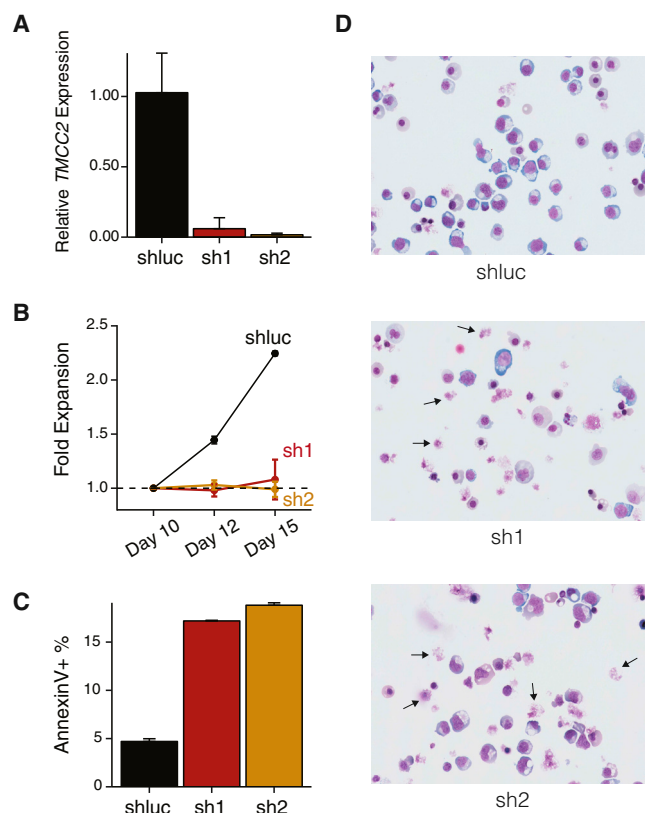 A
Relative TMCC2 Expression
1.00
0.50
0.00
shluc sh1 sh2
B
Fold Expansion
2.5
2.0
1.5
1.0
shluc
sh1
sh2
Day 10 Day 12 Day 15
C
AnnexinV+ %
15
10
5
0
shluc sh1 sh2
D
shluc
sh1
sh2